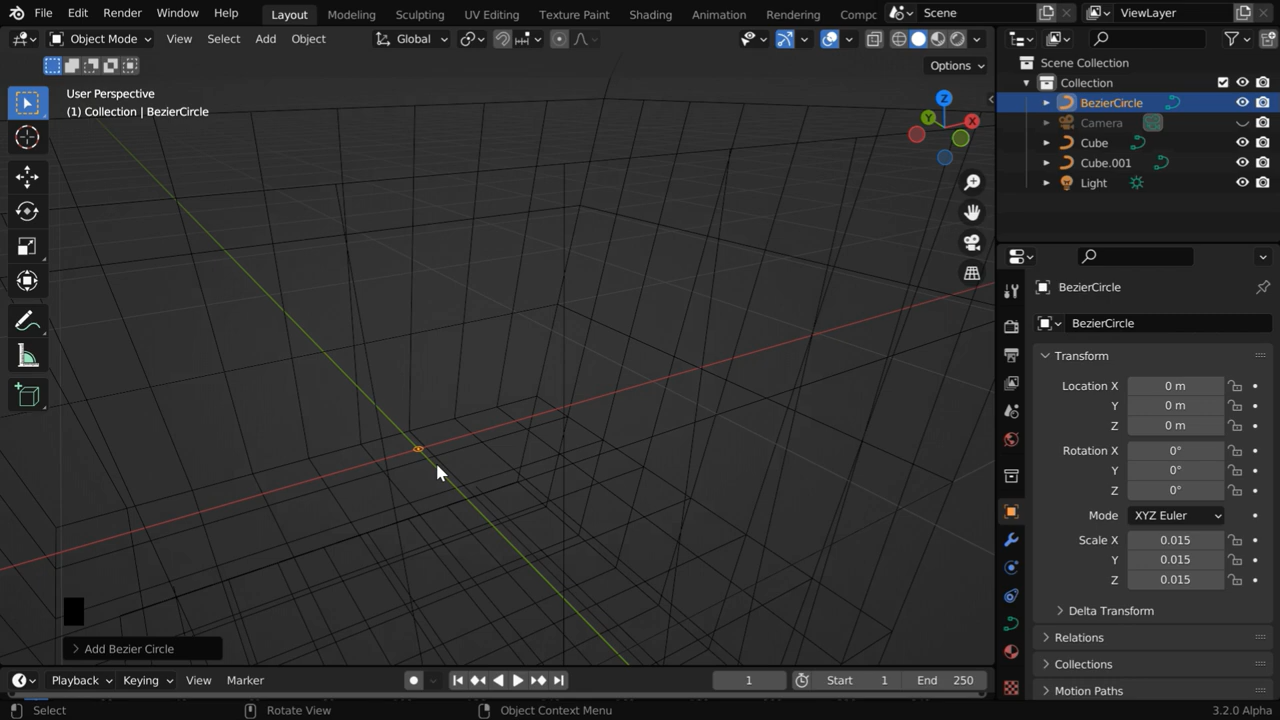 File Edit Render Window Help Layout Modeling Sculpting UV Editing Texture Paint Shading Animation Rendering Compc Scene ViewLayer
Object Mode View Select Add Object Global
Options
User Perspective
(1) Collection | BezierCircle
Z
Y
X
Add Bezier Circle
Scene Collection
Collection
BezierCircle
Camera
Cube
Cube.001
Light
BezierCircle
BezierCircle
Transform
Location X 0 m
Y 0 m
Z 0 m
Rotation X 0°
Y 0°
Z 0°
Mode XYZ Euler
Scale X 0.015
Y 0.015
Z 0.015
Delta Transform
Relations
Collections
Motion Paths
Playback Keying View Marker 1 Start 1 End 250
Select Rotate View Object Context Menu 3.2.0 Alpha